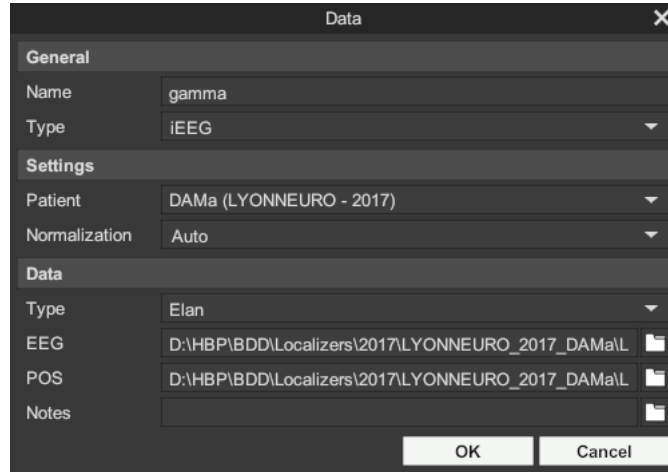 Data
General
Name gamma
Type iEEG
Settings
Patient DAMa (LYONNEURO - 2017)
Normalization Auto
Data
Type Elan
EEG D:\HBP\BDD\Localizers\2017\LYONNEURO_2017_DAMa\L
POS D:\HBP\BDD\Localizers\2017\LYONNEURO_2017_DAMa\L
Notes
OK Cancel